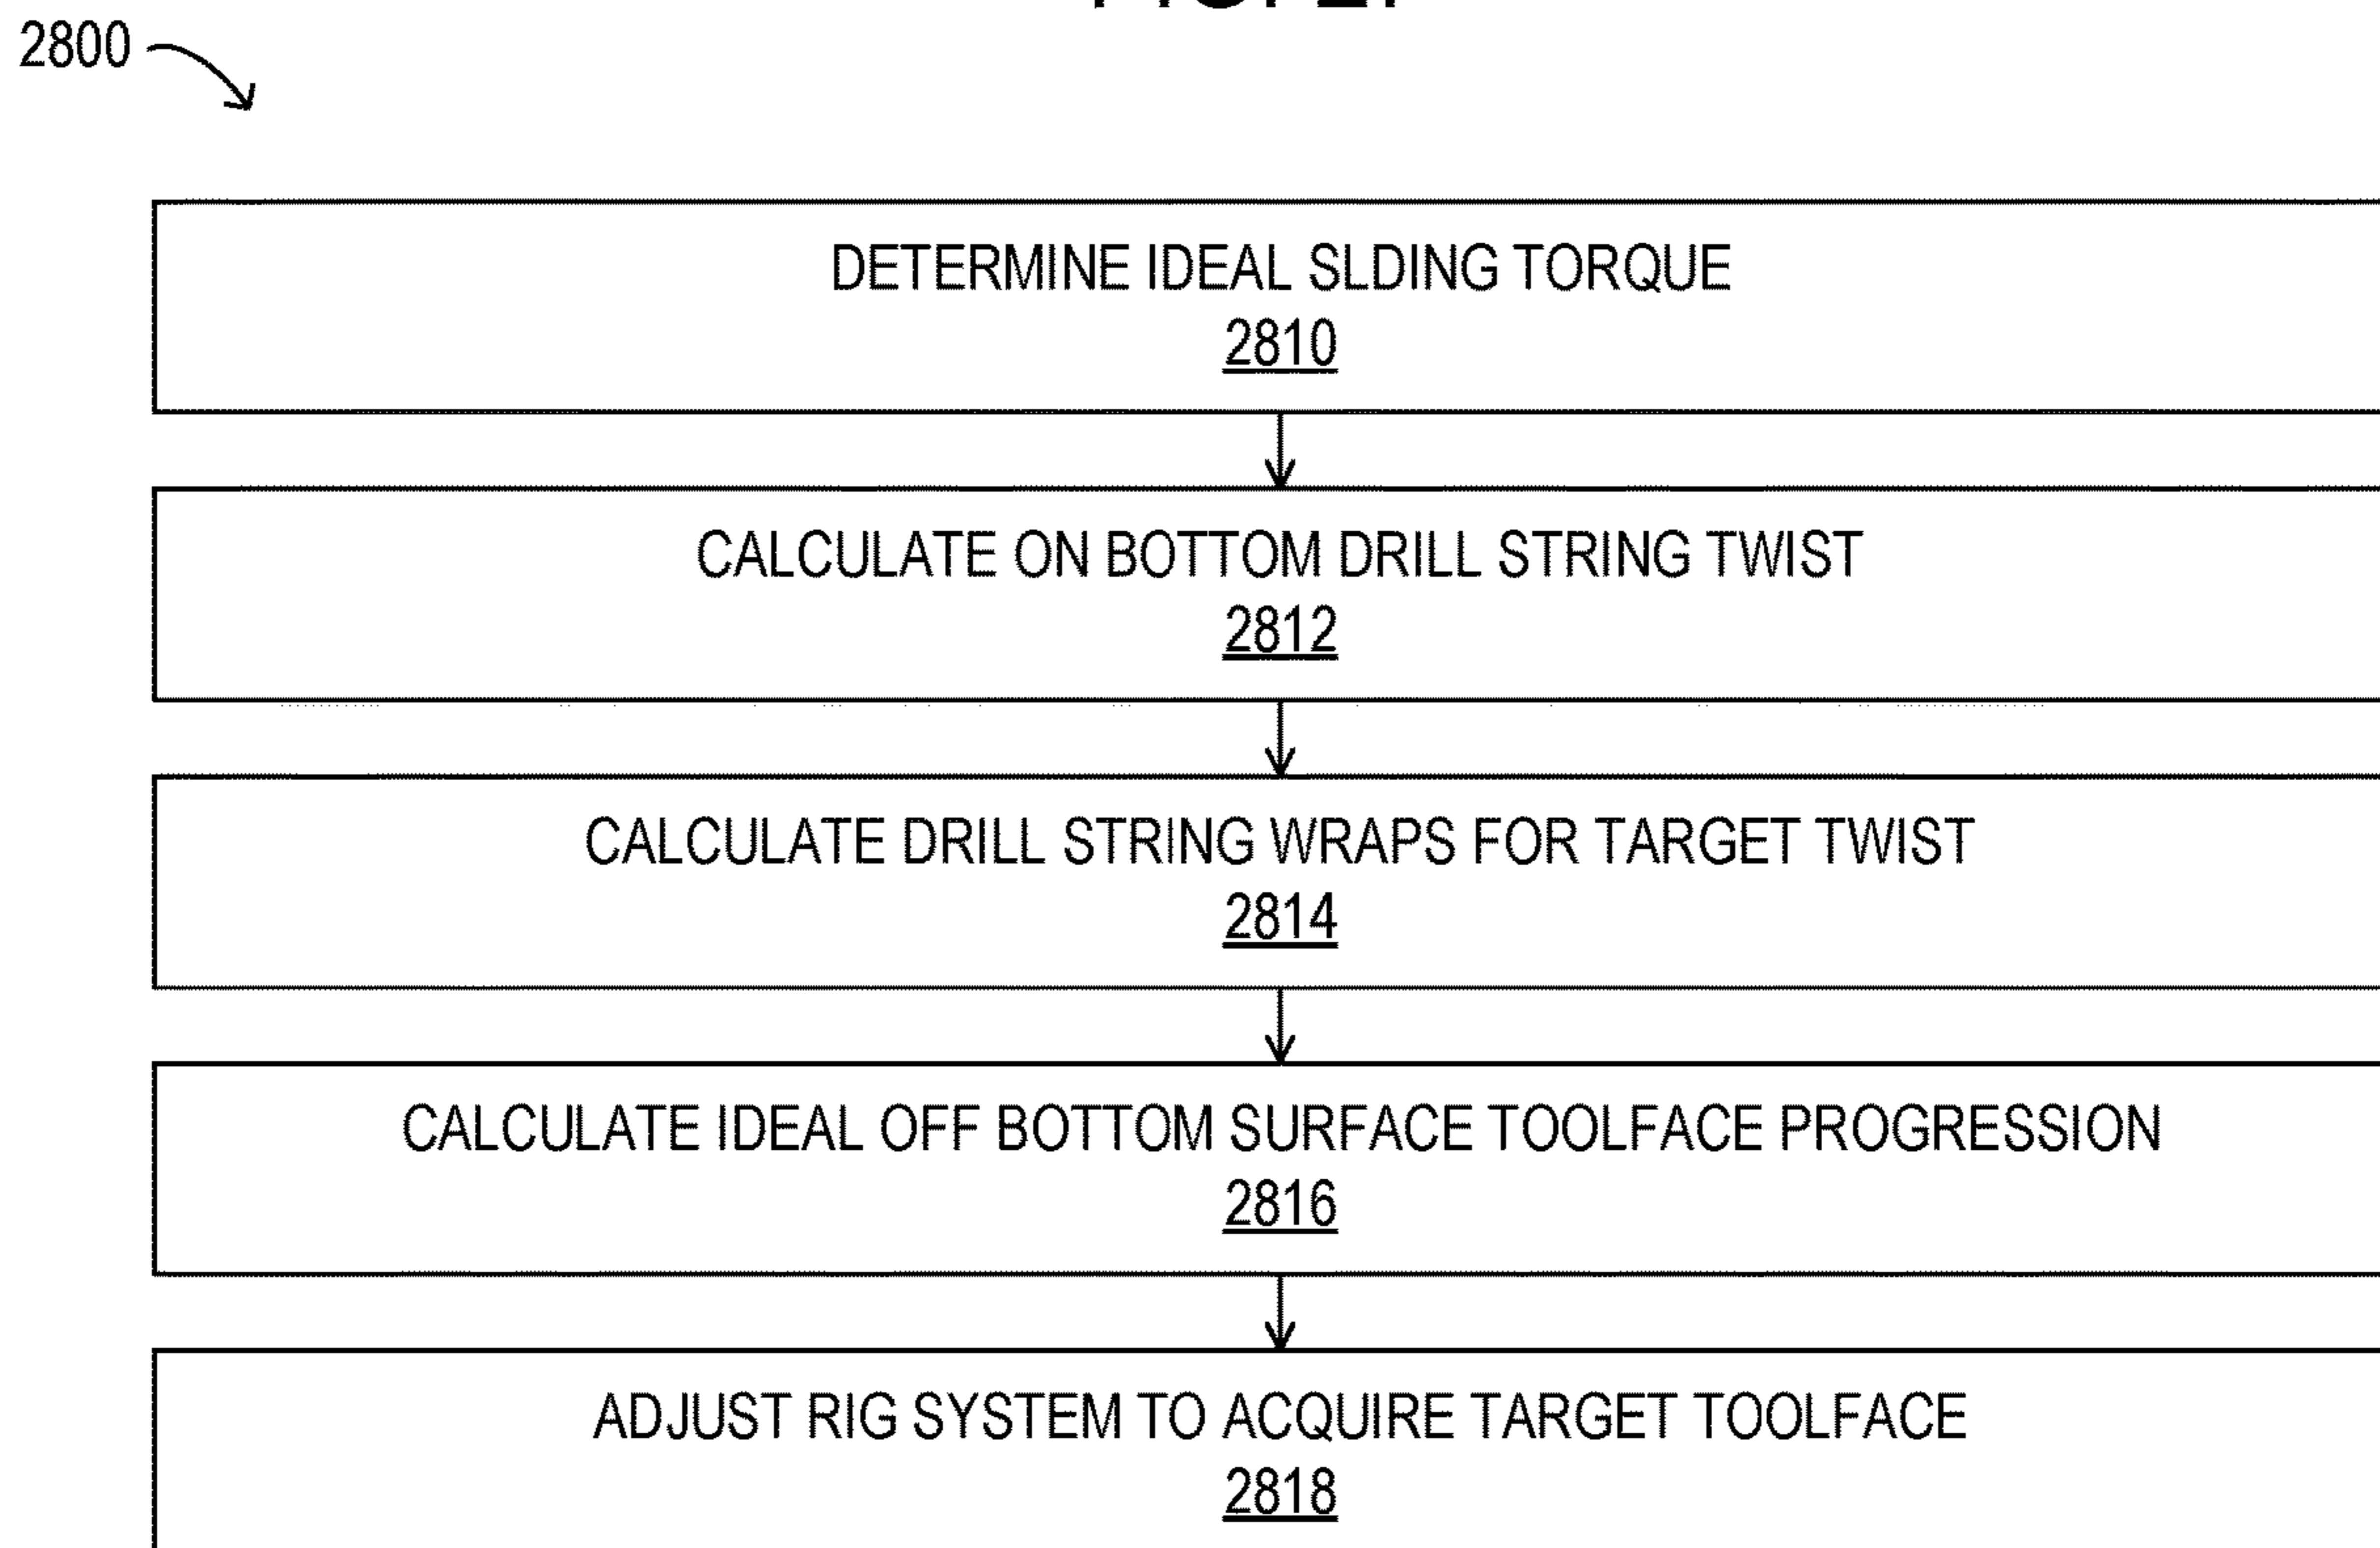 2800
DETERMINE IDEAL SLDING TORQUE
2810
CALCULATE ON BOTTOM DRILL STRING TWIST
2812
CALCULATE DRILL STRING WRAPS FOR TARGET TWIST
2814
CALCULATE IDEAL OFF BOTTOM SURFACE TOOLFACE PROGRESSION
2816
ADJUST RIG SYSTEM TO ACQUIRE TARGET TOOLFACE
2818